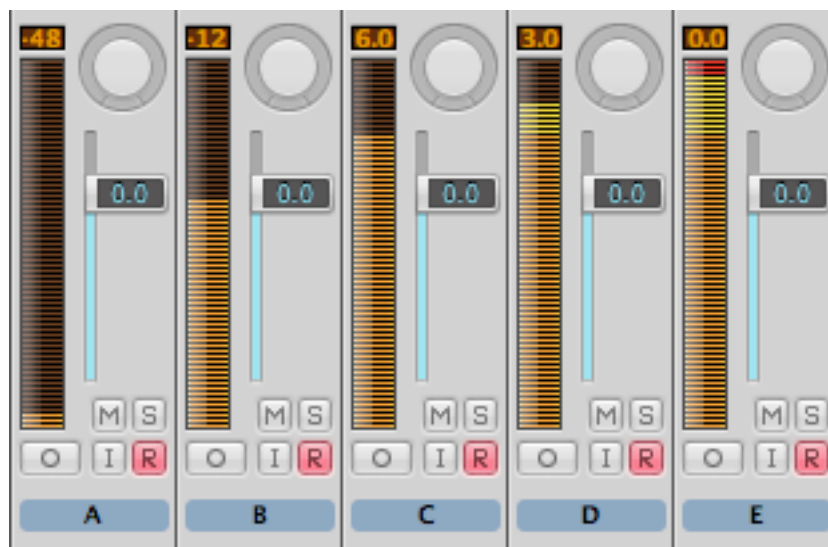 -48 -12 6.0 3.0 0.0
0.0 0.0 0.0 0.0 0.0
M S M S M S M S M S
O I R O I R O I R O I R O I R
A B C D E